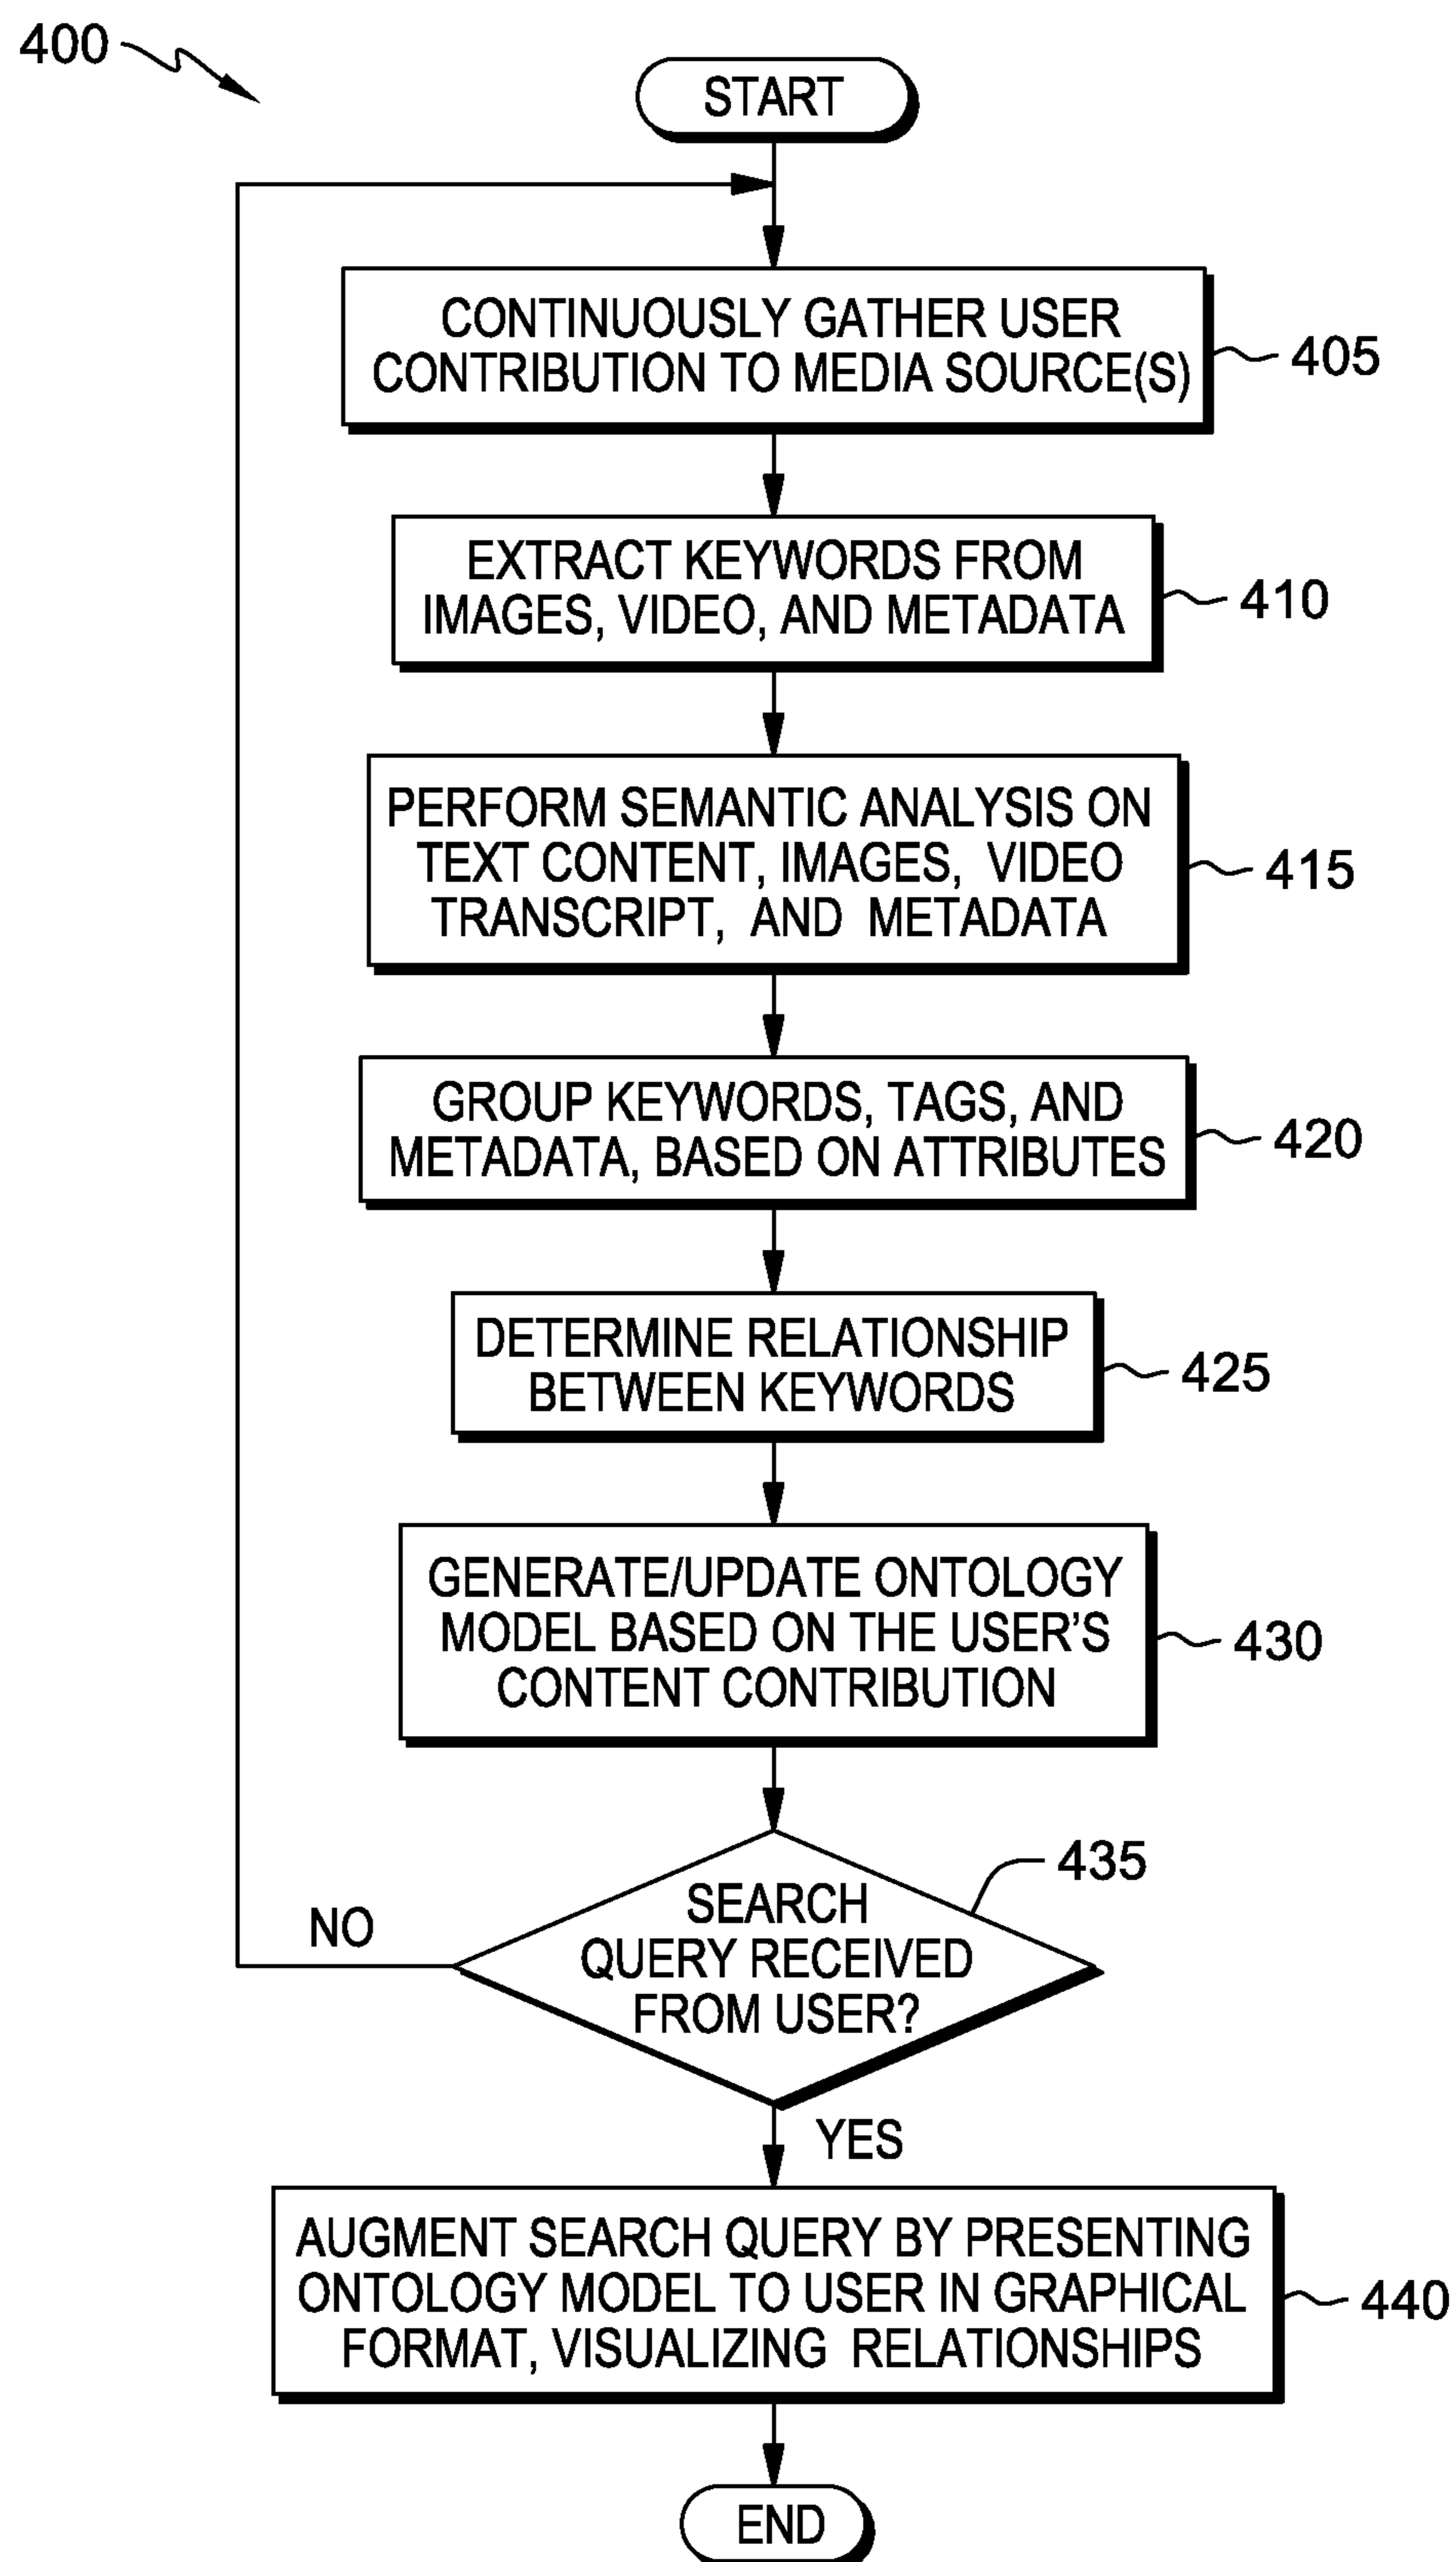 400
START
CONTINUOUSLY GATHER USER
CONTRIBUTION TO MEDIA SOURCE(S)
405
EXTRACT KEYWORDS FROM
IMAGES, VIDEO, AND METADATA
410
PERFORM SEMANTIC ANALYSIS ON
TEXT CONTENT, IMAGES, VIDEO
TRANSCRIPT, AND METADATA
415
GROUP KEYWORDS, TAGS, AND
METADATA, BASED ON ATTRIBUTES
420
DETERMINE RELATIONSHIP
BETWEEN KEYWORDS
425
GENERATE/UPDATE ONTOLOGY
MODEL BASED ON THE USER'S
CONTENT CONTRIBUTION
430
SEARCH
QUERY RECEIVED
FROM USER?
435
NO
YES
AUGMENT SEARCH QUERY BY PRESENTING
ONTOLOGY MODEL TO USER IN GRAPHICAL
FORMAT, VISUALIZING RELATIONSHIPS
440
END